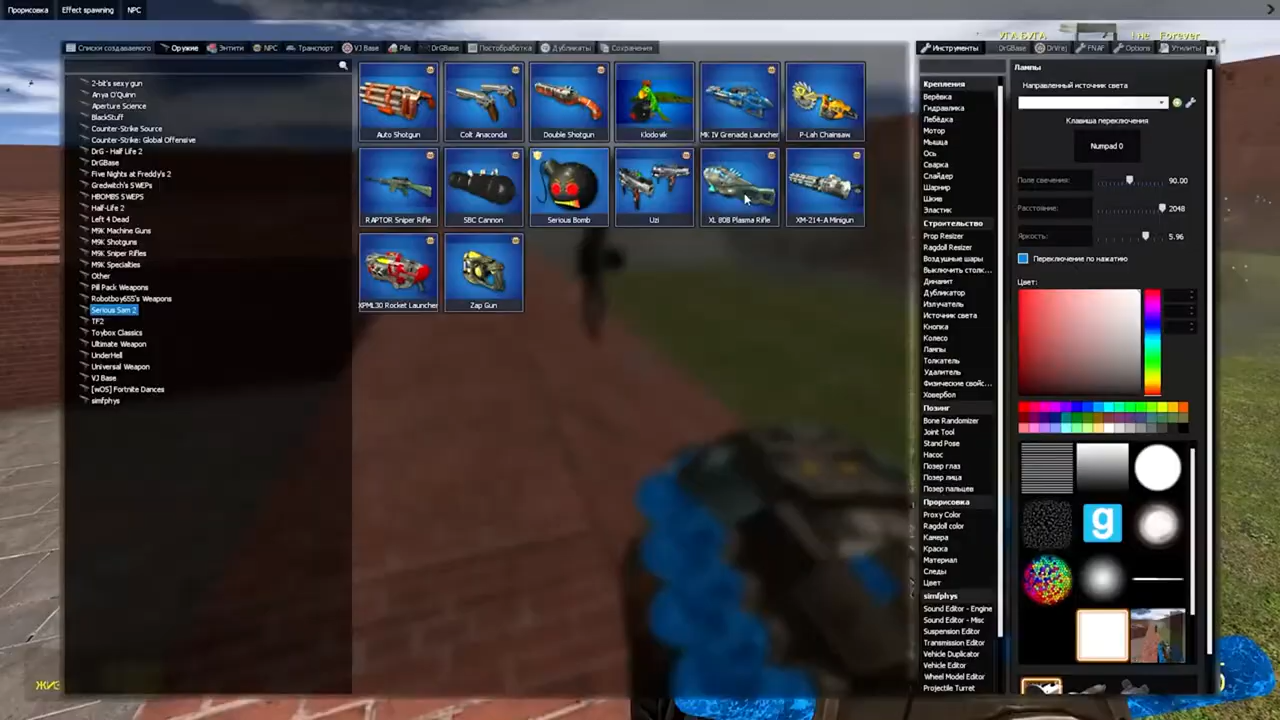 Прорисовка Effect spawning NPC
УГА БУГА The Forever
Списки создаваемого Оружие Энтити NPC Транспорт VJ Base Pills DrGBase Постобработка Дубликаты Сохранения
Инструменты DrGBase (Drive) FNAF Options Утилиты
2-bit's sexy gun
Anya O'Quinn
Aperture Science
BlackStuff
Counter-Strike Source
Counter-Strike: Global Offensive
DrG - Half Life 2
DrGBase
Five Nights at Freddy's 2
Gredwitch's SWEPs
HBOMBS SWEPS
Half-Life 2
Left 4 Dead
M9K Machine Guns
M9K Shotguns
M9K Sniper Rifles
M9K Specialties
Other
Pill Pack Weapons
Robotboy655's Weapons
Serious Sam 2
TF2
Toybox Classics
Ultimate Weapon
UnderHell
Universal Weapon
VJ Base
[wOS] Fortnite Dances
simfphys
Auto Shotgun Colt Anaconda Double Shotgun Klodovik MK IV Grenade Launcher P-Lah Chainsaw
RAPTOR Sniper Rifle SBC Cannon Serious Bomb Uzi XL 808 Plasma Rifle XM-214-A Minigun
XPML30 Rocket Launcher Zap Gun
Крепления
Верёвка
Гидравлика
Лебёдка
Мотор
Мышца
Ось
Сварка
Слайдер
Шарнир
Шкив
Эластик
Строительство
Prop Resizer
Ragdoll Resizer
Воздушные шары
Выключить столк...
Динамит
Дубликатор
Излучатель
Источник света
Кнопка
Колесо
Лампы
Толкатель
Удалитель
Физические свойс...
Ховербол
Позинг
Bone Randomizer
Joint Tool
Stand Pose
Насос
Позер глаз
Позер лица
Позер пальцев
Прорисовка
Proxy Color
Ragdoll color
Камера
Краска
Материал
Следы
Цвет
simfphys
Sound Editor - Engine
Sound Editor - Misc
Suspension Editor
Transmission Editor
Vehicle Duplicator
Vehicle Editor
Wheel Model Editor
Projectile Turret
Лампы
Направленный источник света
Клавиша переключения
Numpad 0
Поле свечения: 90.00
Расстояние: 2048
Яркость: 5.96
Переключение по нажатию
Цвет:
g
ЖИЗ